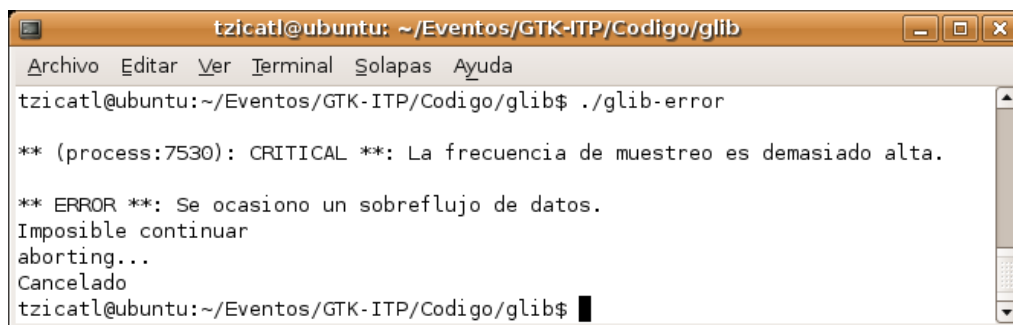 tzicatl@ubuntu: ~/Eventos/GTK-ITP/Codigo/glib
Archivo Editar Ver Terminal Solapas Ayuda
tzicatl@ubuntu:~/Eventos/GTK-ITP/Codigo/glib$ ./glib-error
** (process:7530): CRITICAL **: La frecuencia de muestreo es demasiado alta.
** ERROR **: Se ocasiono un sobreflujo de datos.
Imposible continuar
aborting...
Cancelado
tzicatl@ubuntu:~/Eventos/GTK-ITP/Codigo/glib$